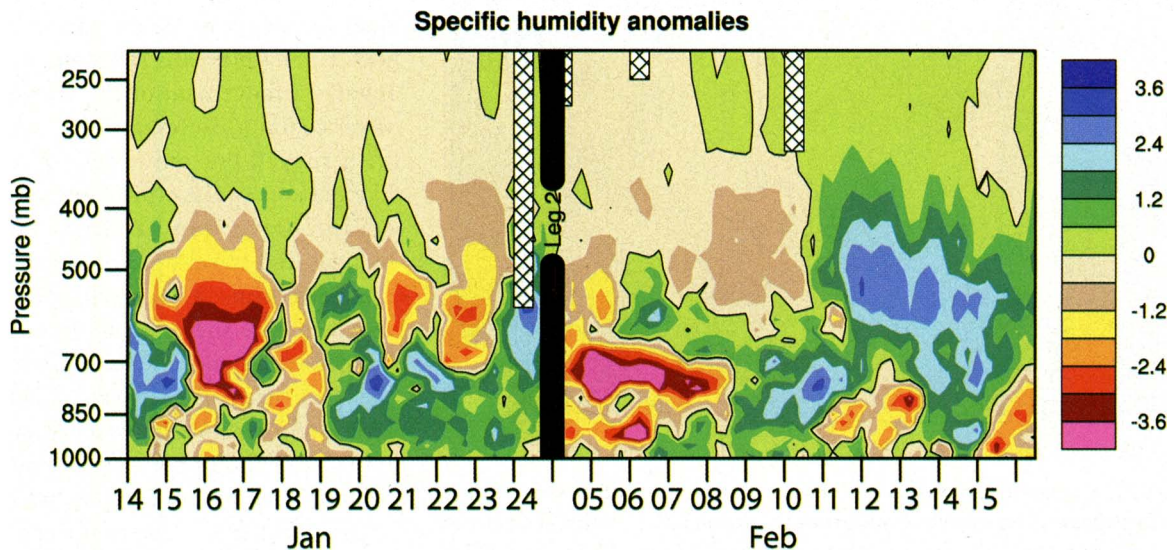 Specific humidity anomalies
Pressure (mb)
250
300
400
500
700
850
1000
Leg 2
3.6
2.4
1.2
0
-1.2
-2.4
-3.6
14 15 16 17 18 19 20 21 22 23 24 05 06 07 08 09 10 11 12 13 14 15
Jan Feb